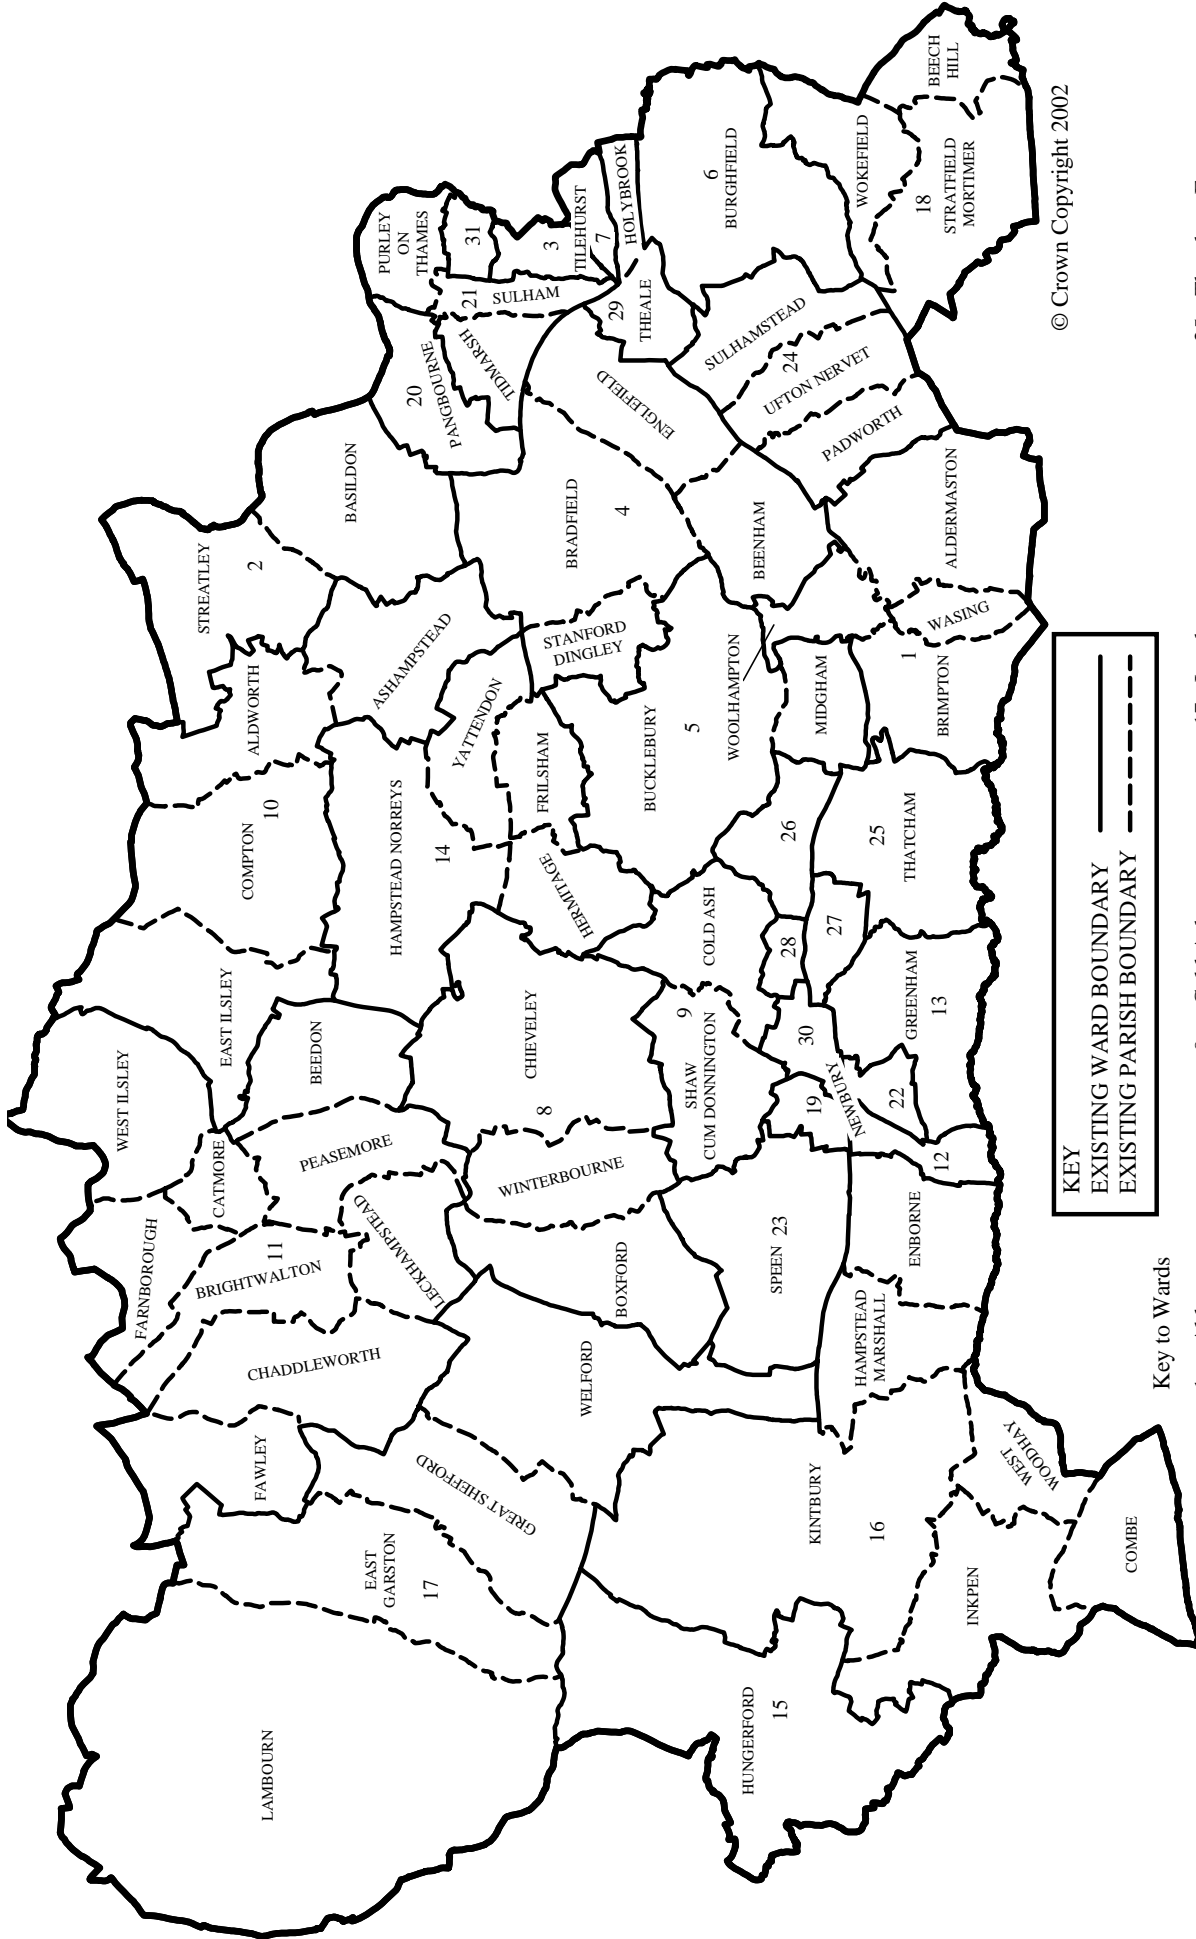 LAMBOURN
EAST
GARSTON
17
FAWLEY
GREAT SHEFFORD
CHADDLEWORTH
FARNBOROUGH
BRIGHTWALTON
11
CATMORE
WEST ILSLEY
PEASEMORE
LECKHAMPSTEAD
EAST ILSLEY
BEEDON
COMPTON
10
ALDWORTH
STREATLEY
2
BASILDON
ASHAMPSTEAD
HAMPSTEAD NORREYS
14
YATTENDON
FRILSHAM
HERMITAGE
CHIEVELEY
8
WINTERBOURNE
BOXFORD
WELFORD
PANGBOURNE
20
TIDMARSH
PURLEY
ON
THAMES
31
21
SULHAM
3
TILEHURST
7
HOLYBROOK
29
THEALE
ENGLEFIELD
BRADFIELD
4
STANFORD
DINGLEY
BUCKLEBURY
5
COLD ASH
SHAW
CUM DONNINGTON
9
SPEEN 23
HUNGERFORD
15
KINTBURY
16
INKPEN
WEST
WOODHAY
COMBE
HAMPSTEAD
MARSHALL
ENBORNE
12
19
NEWBURY
30
22
GREENHAM
13
28
27
26
THATCHAM
25
MIDGHAM
WOOLHAMPTON
BRIMPTON
1
WASING
ALDERMASTON
BEENHAM
PADWORTH
UFTON NERVET
24
SULHAMSTEAD
6
BURGHFIELD
WOKEFIELD
18
STRATFIELD
MORTIMER
BEECH
HILL
© Crown Copyright 2002
KEY
EXISTING WARD BOUNDARY
EXISTING PARISH BOUNDARY
Key to Wards